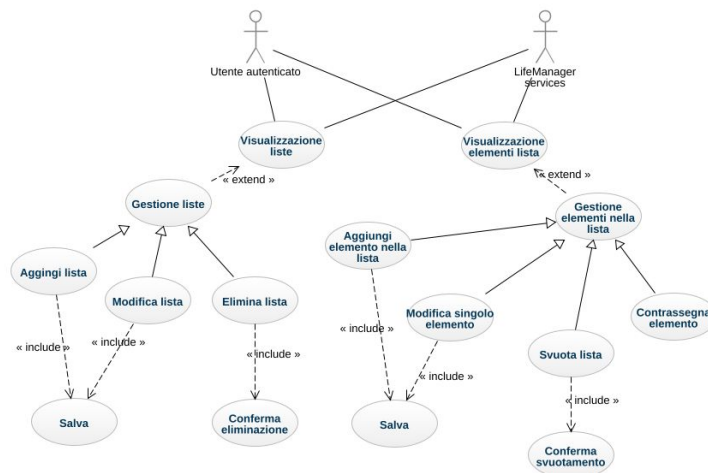 Utente autenticato
LifeManager
services
Visualizzazione
liste
Visualizzazione
elementi lista
« extend »
« extend »
Gestione liste
Gestione
elementi nella
lista
Aggiungi
elemento nella
lista
Aggingi lista
Modifica lista
Elimina lista
Modifica singolo
elemento
Contrassegna
elemento
« include »
« include »
« include »
Svuota lista
« include »
« include »
« include »
Salva
Conferma
eliminazione
Salva
Conferma
svuotamento